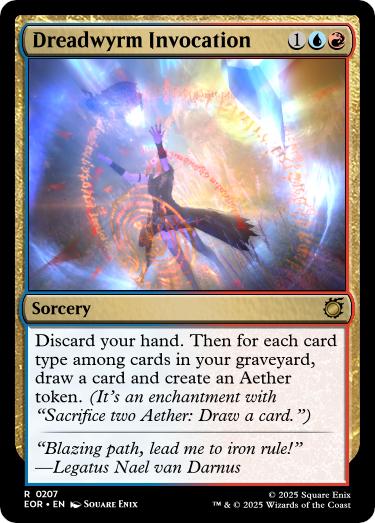 Dreadwyrm Invocation 1
Sorcery
Discard your hand. Then for each card
type among cards in your graveyard,
draw a card and create an Aether
token. (It's an enchantment with
“Sacrifice two Aether: Draw a card.”)
“Blazing path, lead me to iron rule!”
—Legatus Nael van Darnus
R 0207
EOR • EN SQUARE ENIX
© 2025 Square Enix
™ & © 2025 Wizards of the Coast